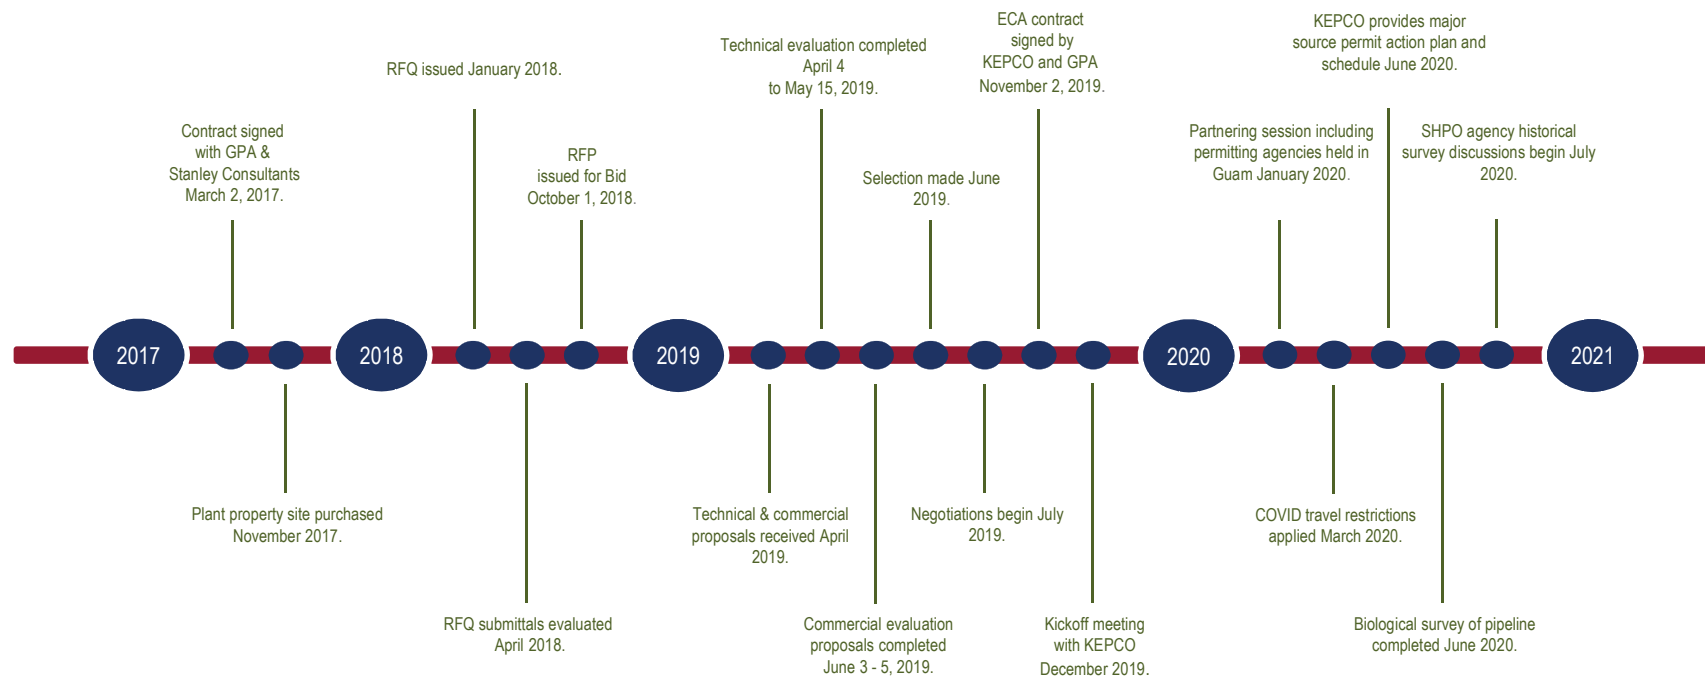 ECA contract
signed by
KEPCO and GPA
November 2, 2019.
KEPCO provides major
source permit action plan and
schedule June 2020.
Technical evaluation completed
April 4
to May 15, 2019.
RFQ issued January 2018.
Contract signed
with GPA &
Stanley Consultants
March 2, 2017.
RFP
issued for Bid
October 1, 2018.
Selection made June
2019.
Partnering session including
permitting agencies held in
Guam January 2020.
SHPO agency historical
survey discussions begin July
2020.
2017
2018
2019
2020
2021
Plant property site purchased
November 2017.
Technical & commercial
proposals received April
2019.
Negotiations begin July
2019.
COVID travel restrictions
applied March 2020.
RFQ submittals evaluated
April 2018.
Commercial evaluation
proposals completed
June 3 - 5, 2019.
Kickoff meeting
with KEPCO
December 2019.
Biological survey of pipeline
completed June 2020.